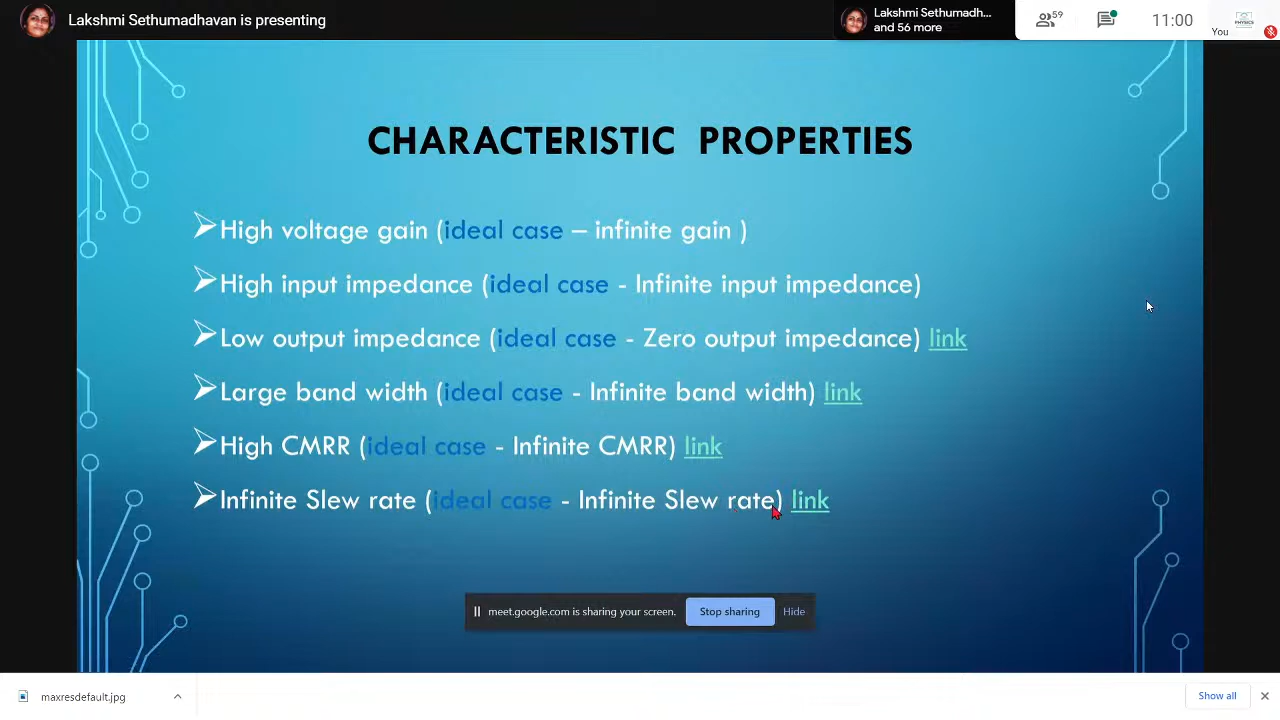 Lakshmi Sethumadhavan is presenting
Lakshmi Sethumadh...
and 56 more
59
11:00
You
PHYSICS
CHARACTERISTIC PROPERTIES
High voltage gain (ideal case – infinite gain )
High input impedance (ideal case - Infinite input impedance)
Low output impedance (ideal case - Zero output impedance) link
Large band width (ideal case - Infinite band width) link
High CMRR (ideal case - Infinite CMRR) link
Infinite Slew rate (ideal case - Infinite Slew rate) link
meet.google.com is sharing your screen. Stop sharing Hide
maxresdefault.jpg
Show all